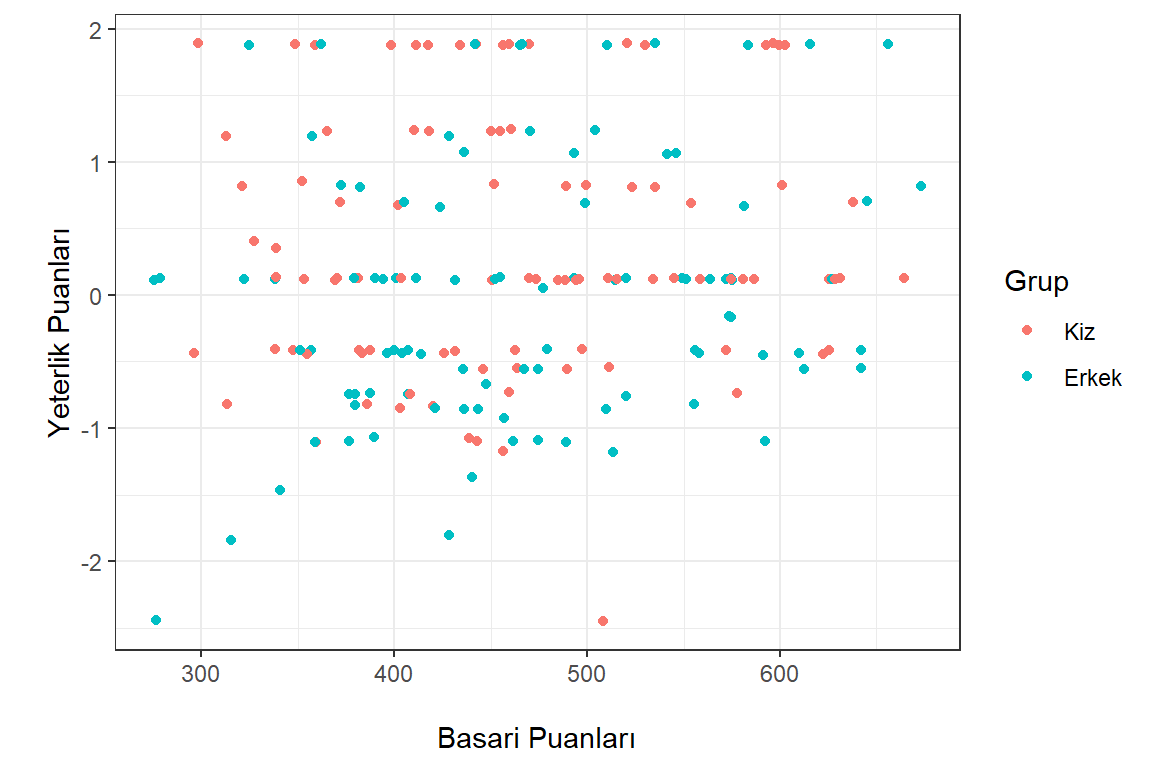 2
1
0
-1
-2
Yeterlik Puanları
300
400
500
600
Basari Puanları
Grup
Kiz
Erkek